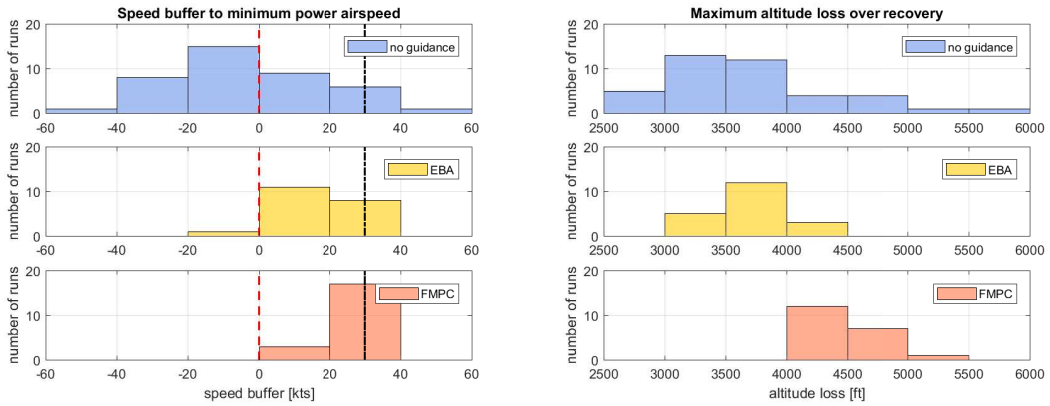 Speed buffer to minimum power airspeed
number of runs
20
10
0
no guidance
-60 -40 -20 0 20 40 60
number of runs
20
10
0
EBA
-60 -40 -20 0 20 40 60
number of runs
20
10
0
FMPC
-60 -40 -20 0 20 40 60
speed buffer [kts]
Maximum altitude loss over recovery
number of runs
20
10
0
no guidance
2500 3000 3500 4000 4500 5000 5500 6000
number of runs
20
10
0
EBA
2500 3000 3500 4000 4500 5000 5500 6000
number of runs
20
10
0
FMPC
2500 3000 3500 4000 4500 5000 5500 6000
altitude loss [ft]